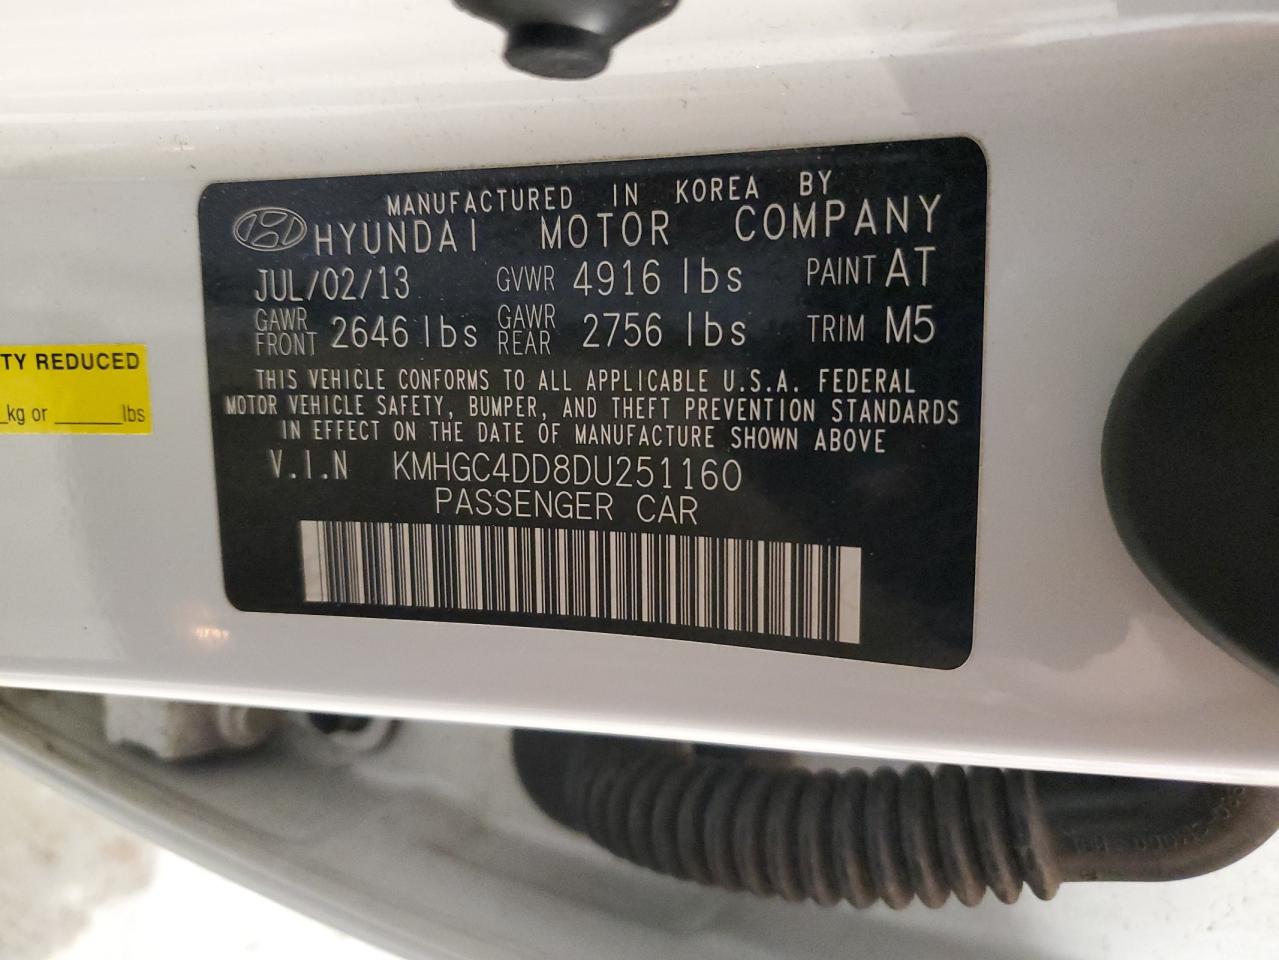 MANUFACTURED IN KOREA BY
HYUNDAI MOTOR COMPANY
JUL/02/13 GVWR 4916 lbs PAINT AT
GAWR FRONT 2646 lbs GAWR REAR 2756 lbs TRIM M5
THIS VEHICLE CONFORMS TO ALL APPLICABLE U.S.A. FEDERAL
MOTOR VEHICLE SAFETY, BUMPER, AND THEFT PREVENTION STANDARDS
IN EFFECT ON THE DATE OF MANUFACTURE SHOWN ABOVE
V.I.N KMHGC4DD8DU251160
PASSENGER CAR
TY REDUCED
kg or ______lbs